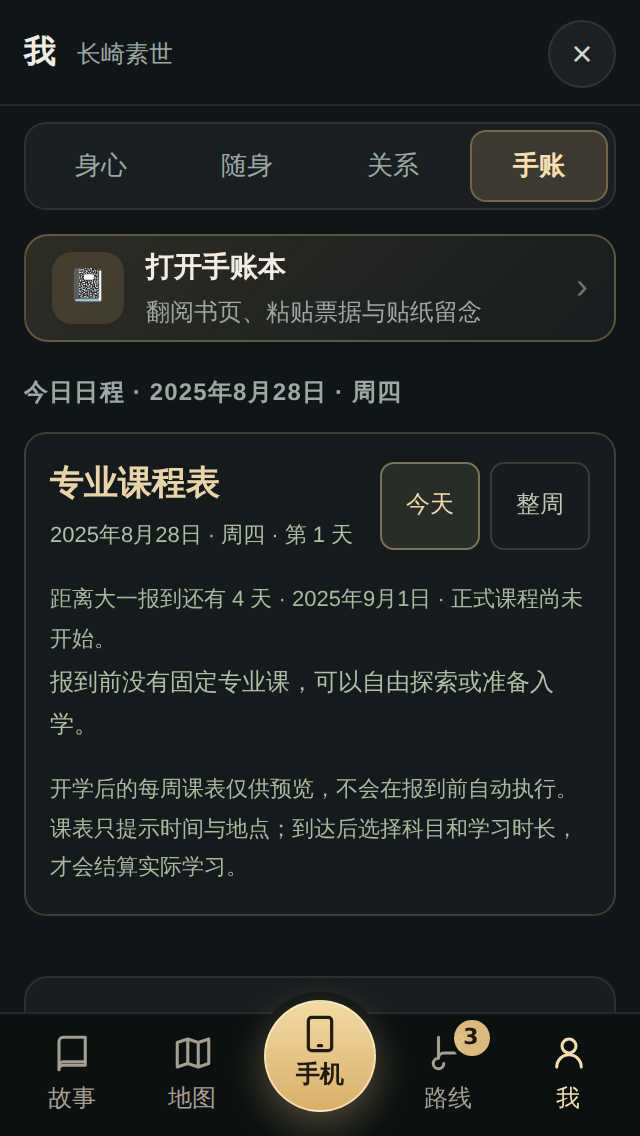 我 长崎素世
×
身心 随身 关系 手账
打开手账本
翻阅书页、粘贴票据与贴纸留念
›
今日日程 · 2025年8月28日 · 周四
专业课程表
2025年8月28日 · 周四 · 第 1 天
今天 整周
距离大一报到还有 4 天 · 2025年9月1日 · 正式课程尚未
开始。
报到前没有固定专业课，可以自由探索或准备入
学。
开学后的每周课表仅供预览，不会在报到前自动执行。
课表只提示时间与地点；到达后选择科目和学习时长，
才会结算实际学习。
故事 地图 手机 路线 3 我